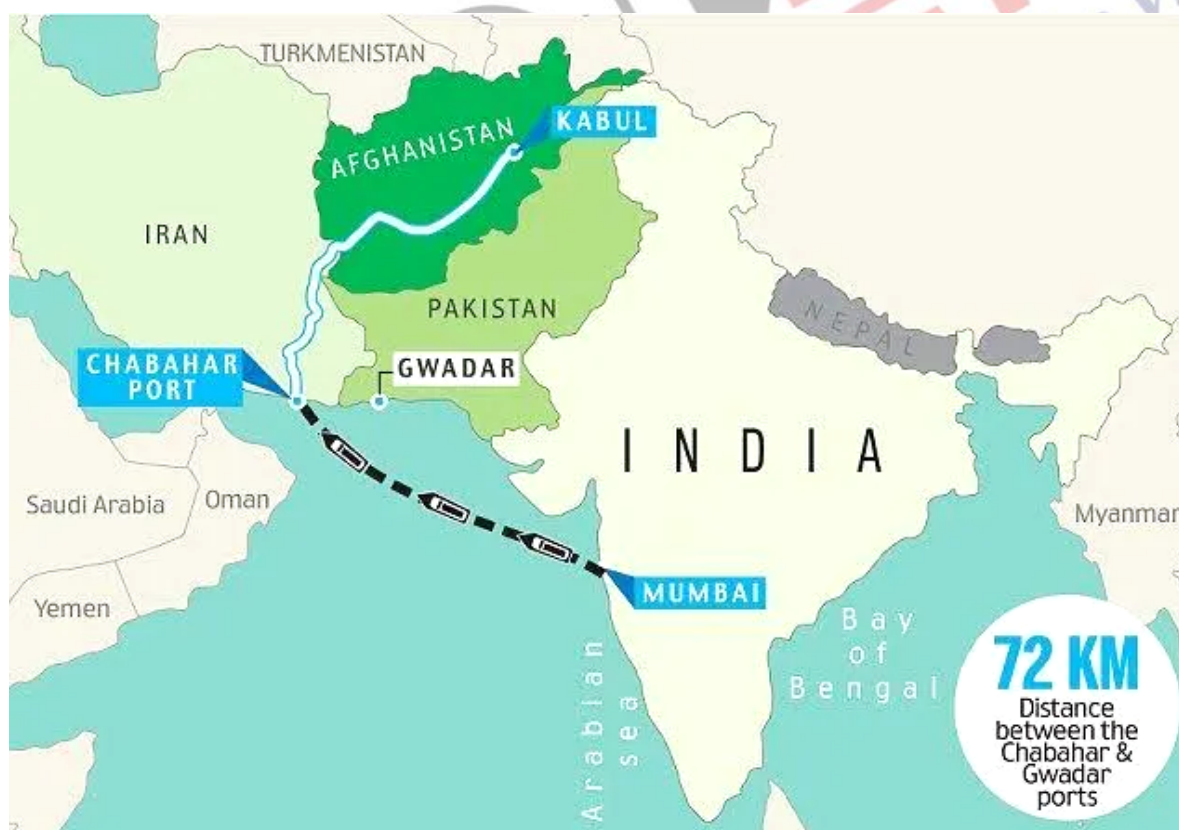 TURKMENISTAN
AFGHANISTAN
KABUL
IRAN
PAKISTAN
NEPAL
CHABAHAR
PORT
GWADAR
INDIA
Saudi Arabia
Oman
Myanmar
Yemen
MUMBAI
Bay
of
Bengal
Arabian
sea
72 KM
Distance
between the
Chabahar &
Gwadar
ports